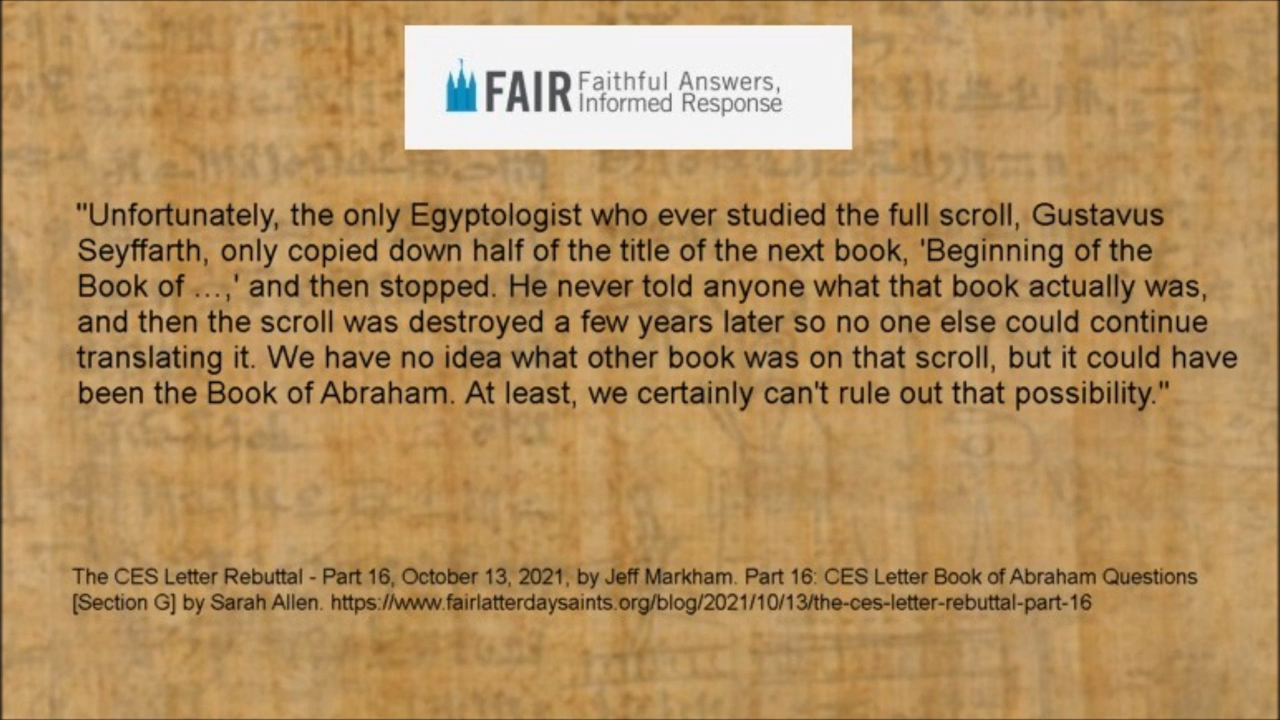 FAIR Faithful Answers,
Informed Response
"Unfortunately, the only Egyptologist who ever studied the full scroll, Gustavus
Seyffarth, only copied down half of the title of the next book, 'Beginning of the
Book of ...,' and then stopped. He never told anyone what that book actually was,
and then the scroll was destroyed a few years later so no one else could continue
translating it. We have no idea what other book was on that scroll, but it could have
been the Book of Abraham. At least, we certainly can't rule out that possibility."
The CES Letter Rebuttal - Part 16, October 13, 2021, by Jeff Markham. Part 16: CES Letter Book of Abraham Questions
[Section G] by Sarah Allen. https://www.fairlatterdaysaints.org/blog/2021/10/13/the-ces-letter-rebuttal-part-16